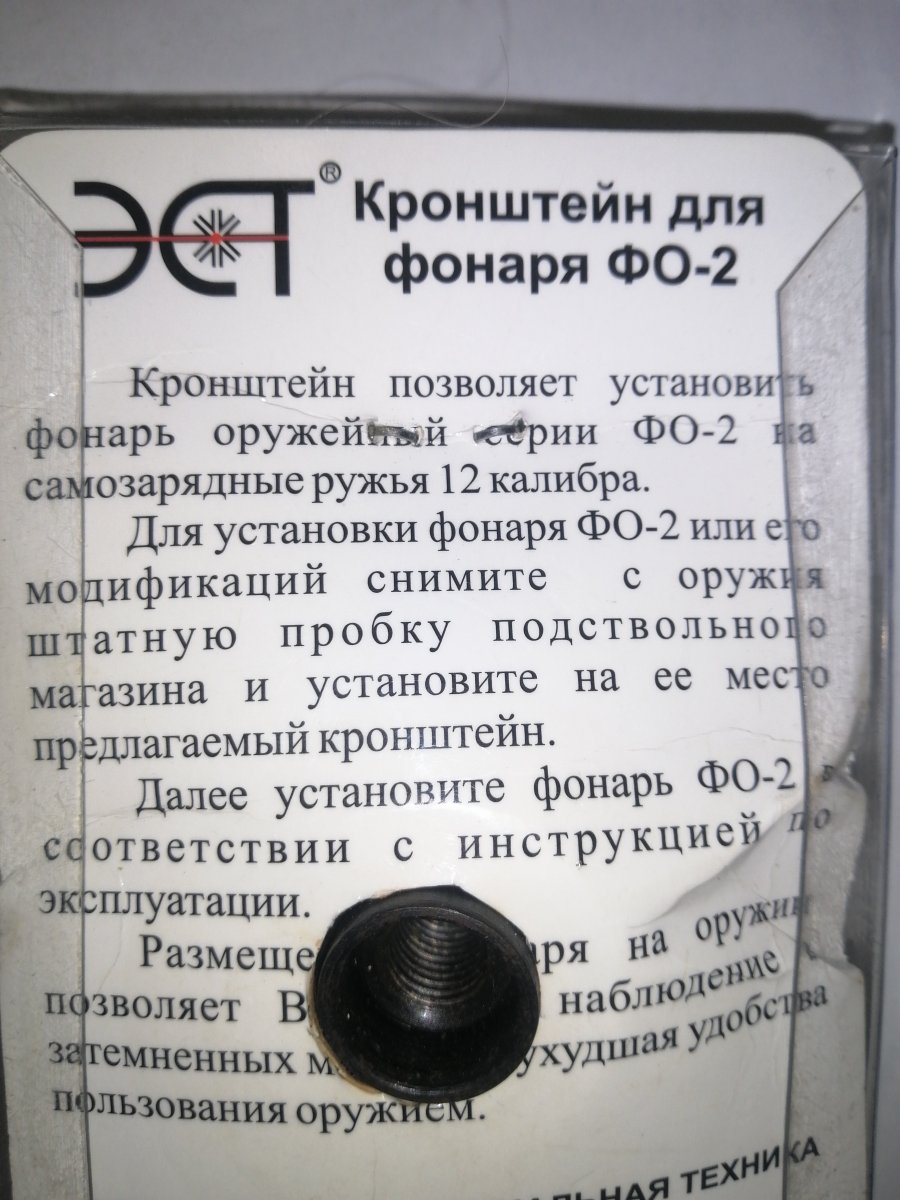 ЭСТ®
Кронштейн для
фонаря ФО-2
Кронштейн позволяет установить
фонарь оружейный серии ФО-2 на
самозарядные ружья 12 калибра.
Для установки фонаря ФО-2 или его
модификаций снимите с оружия
штатную пробку подствольного
магазина и установите на ее место
предлагаемый кронштейн.
Далее установите фонарь ФО-2 в
соответствии с инструкцией по
эксплуатации.
на оружии
позволяет наблюдение
затемненных ухудшая удобства
пользования оружием.
ТЕХНИКА